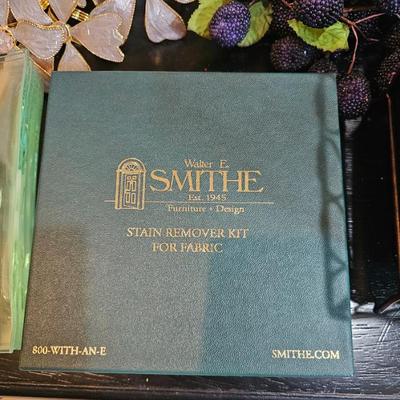 Walter E.
SMITHE
Est. 1945
Furniture + Design
STAIN REMOVER KIT
FOR FABRIC
800-WITH-AN-E
SMITHE.COM